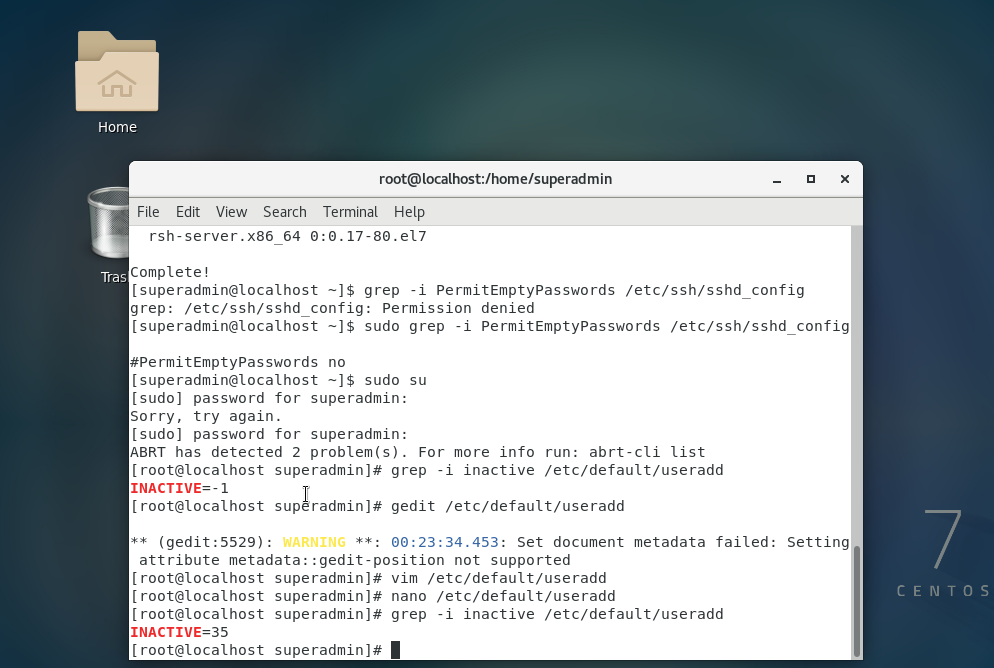 Home
Tras
root@localhost:/home/superadmin
File Edit View Search Terminal Help
rsh-server.x86_64 0:0.17-80.el7
Complete!
[superadmin@localhost ~]$ grep -i PermitEmptyPasswords /etc/ssh/sshd_config
grep: /etc/ssh/sshd_config: Permission denied
[superadmin@localhost ~]$ sudo grep -i PermitEmptyPasswords /etc/ssh/sshd_config
#PermitEmptyPasswords no
[superadmin@localhost ~]$ sudo su
[sudo] password for superadmin:
Sorry, try again.
[sudo] password for superadmin:
ABRT has detected 2 problem(s). For more info run: abrt-cli list
[root@localhost superadmin]# grep -i inactive /etc/default/useradd
INACTIVE=-1
[root@localhost superadmin]# gedit /etc/default/useradd
** (gedit:5529): WARNING **: 00:23:34.453: Set document metadata failed: Setting
attribute metadata::gedit-position not supported
[root@localhost superadmin]# vim /etc/default/useradd
[root@localhost superadmin]# nano /etc/default/useradd
[root@localhost superadmin]# grep -i inactive /etc/default/useradd
INACTIVE=35
[root@localhost superadmin]#
7
CENTOS